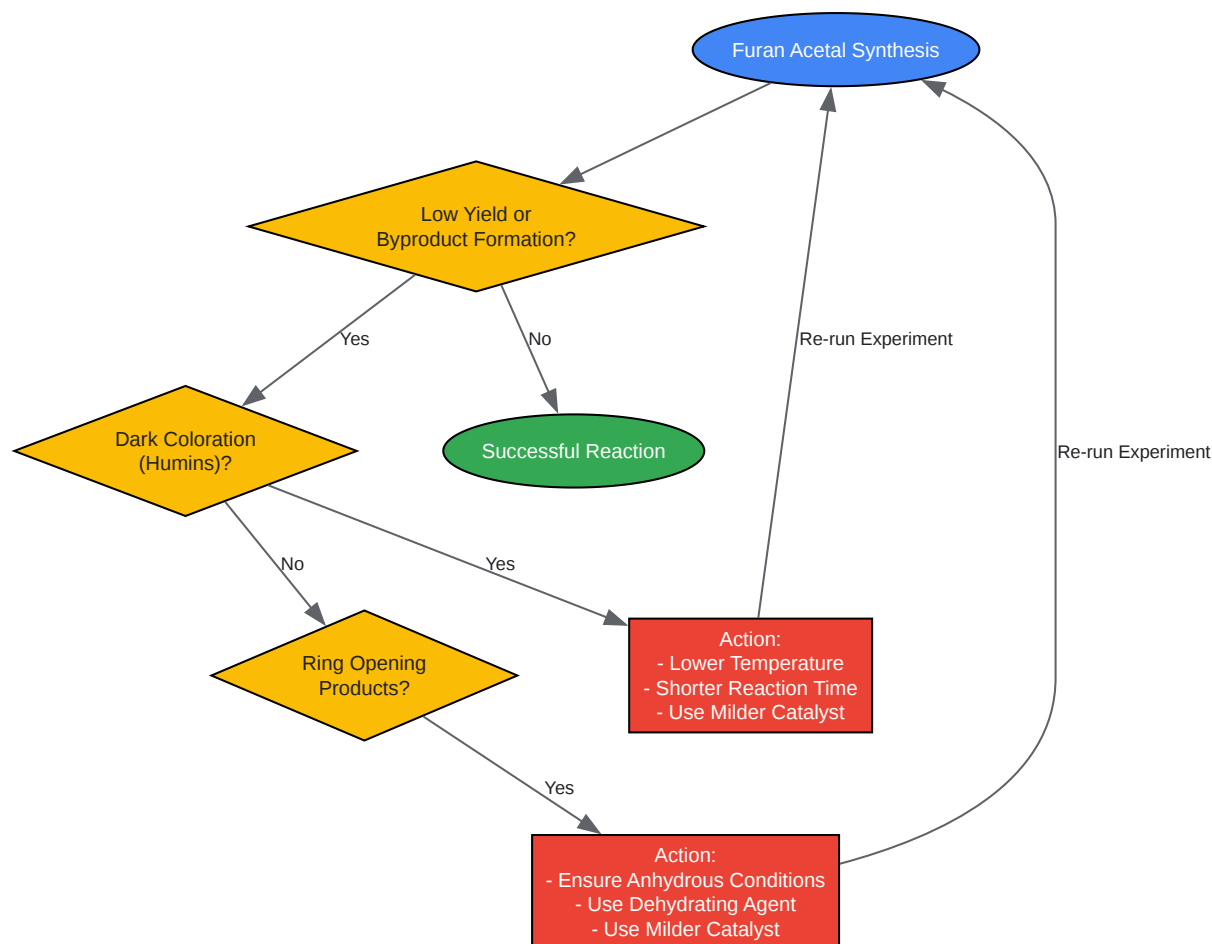 Furan Acetal Synthesis
Low Yield or
Byproduct Formation?
Yes
No
Re-run Experiment
Dark Coloration
(Humins)?
Successful Reaction
Re-run Experiment
No
Yes
Ring Opening
Products?
Action:
- Lower Temperature
- Shorter Reaction Time
- Use Milder Catalyst
Yes
Action:
- Ensure Anhydrous Conditions
- Use Dehydrating Agent
- Use Milder Catalyst